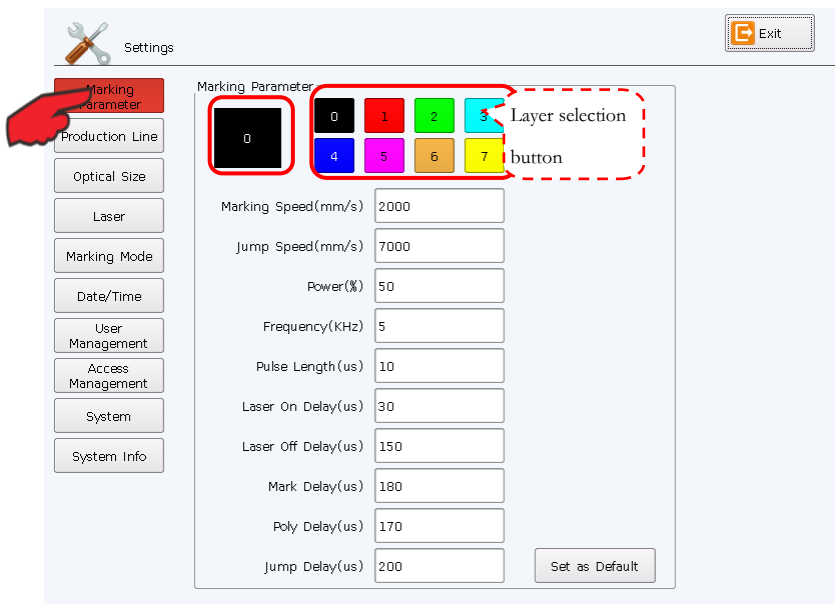 Settings
Exit
Marking
Parameter
Production Line
Optical Size
Laser
Marking Mode
Date/Time
User
Management
Access
Management
System
System Info
Marking Parameter
0
0 1 2 3
4 5 6 7
Layer selection
button
Marking Speed(mm/s) 2000
Jump Speed(mm/s) 7000
Power(%) 50
Frequency(KHz) 5
Pulse Length(us) 10
Laser On Delay(us) 30
Laser Off Delay(us) 150
Mark Delay(us) 180
Poly Delay(us) 170
Jump Delay(us) 200
Set as Default